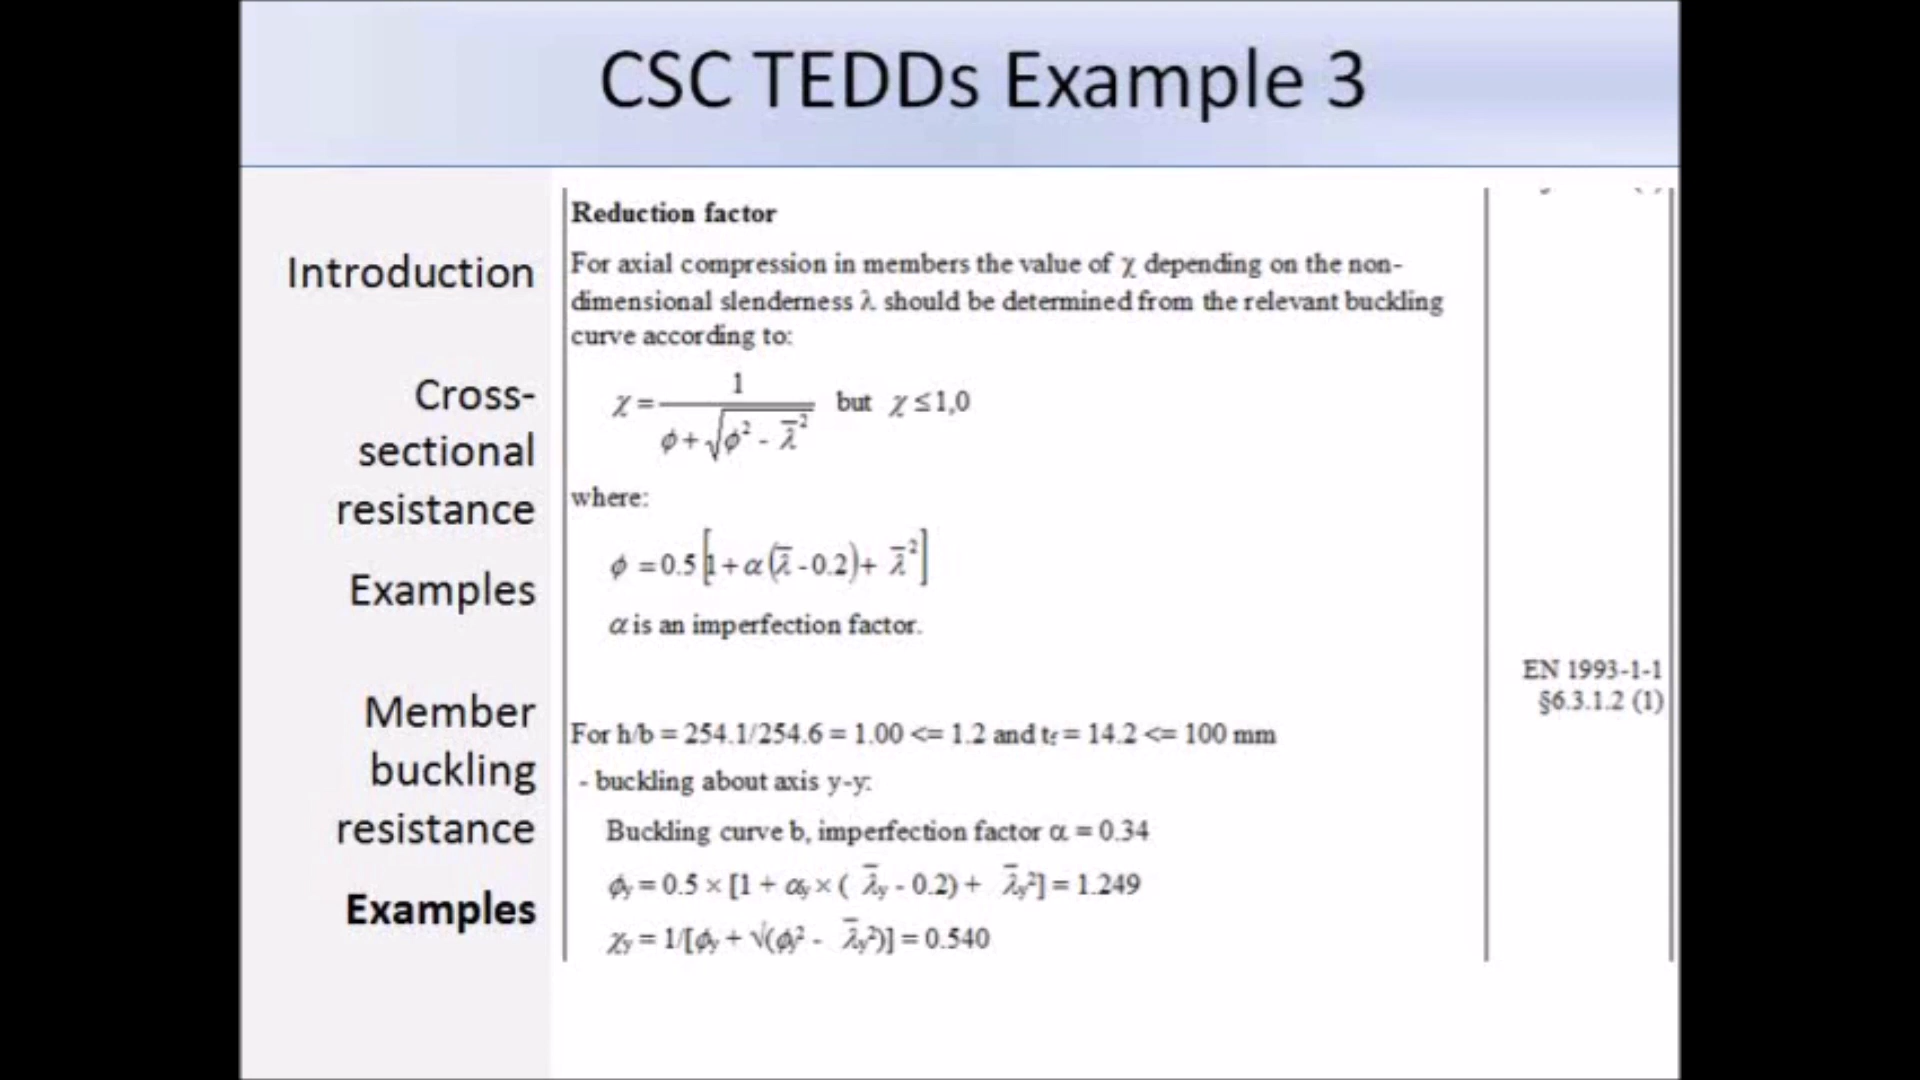 CSC TEDDs Example 3
Introduction
Cross-
sectional
resistance
Examples
Member
buckling
resistance
Examples
Reduction factor
For axial compression in members the value of χ depending on the non-
dimensional slenderness λ should be determined from the relevant buckling
curve according to:
χ = 1 / (ϕ + √(ϕ² - λ̅²)) but χ ≤ 1,0
where:
ϕ = 0.5 [1 + α (λ̅ - 0.2) + λ̅²]
α is an imperfection factor.
EN 1993-1-1
§6.3.1.2 (1)
For h/b = 254.1/254.6 = 1.00 <= 1.2 and tf = 14.2 <= 100 mm
- buckling about axis y-y:
Buckling curve b, imperfection factor α = 0.34
ϕy = 0.5 × [1 + αy × ( λ̅y - 0.2) + λ̅y²] = 1.249
χy = 1/[ϕy + √(ϕy² - λ̅y²)] = 0.540